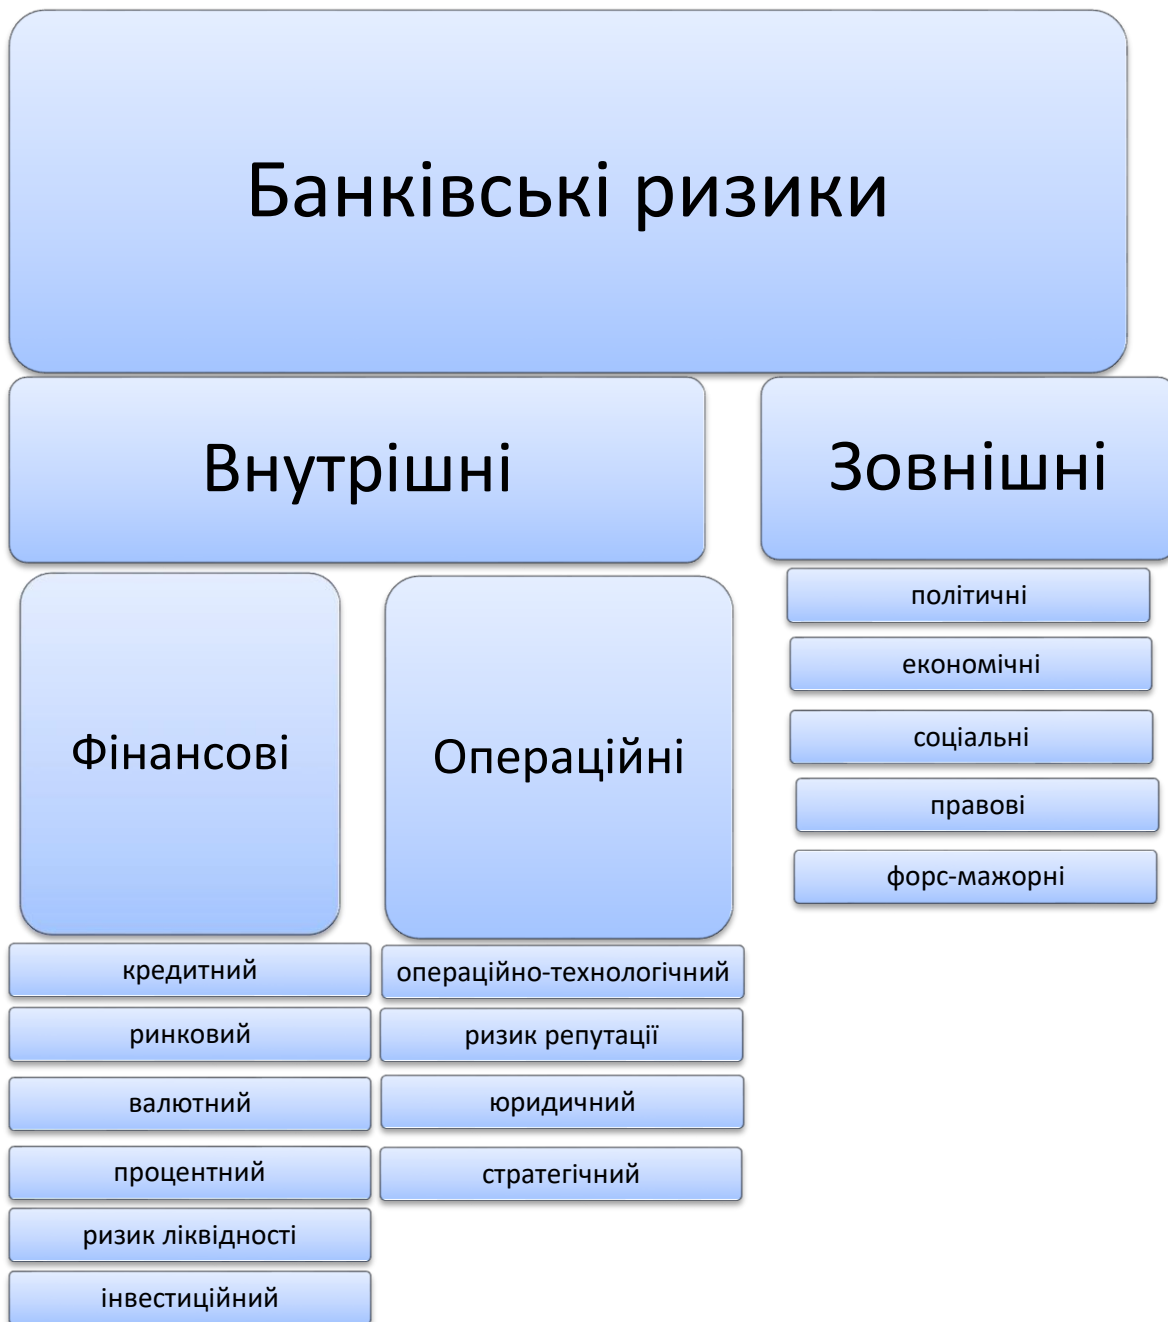 Банківські ризики
Внутрішні
Зовнішні
Фінансові
Операційні
політичні
економічні
соціальні
правові
форс-мажорні
кредитний
ринковий
валютний
процентний
ризик ліквідності
інвестиційний
операційно-технологічний
ризик репутації
юридичний
стратегічний